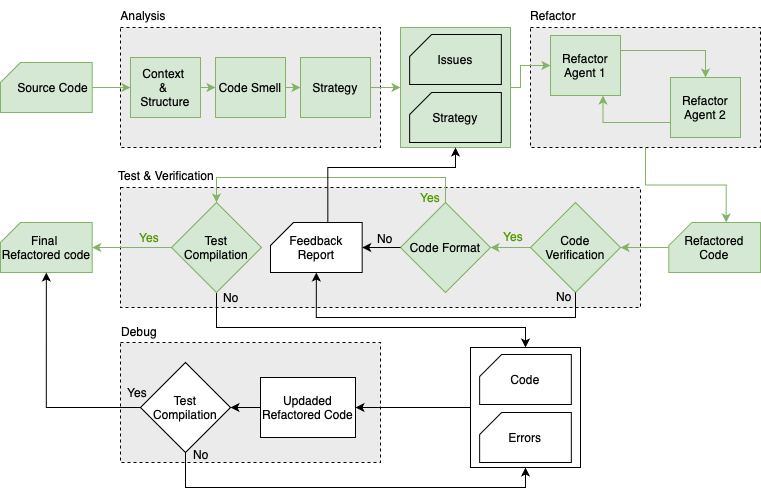 Analysis
Refactor
Source Code
Context
&
Structure
Code Smell
Strategy
Issues
Strategy
Refactor
Agent 1
Refactor
Agent 2
Test & Verification
Yes
Final
Refactored code
Yes
Test
Compilation
Feedback
Report
No
Code Format
Yes
Code
Verification
Refactored
Code
No
No
Debug
Yes
Test
Compilation
Updaded
Refactored Code
Code
Errors
No